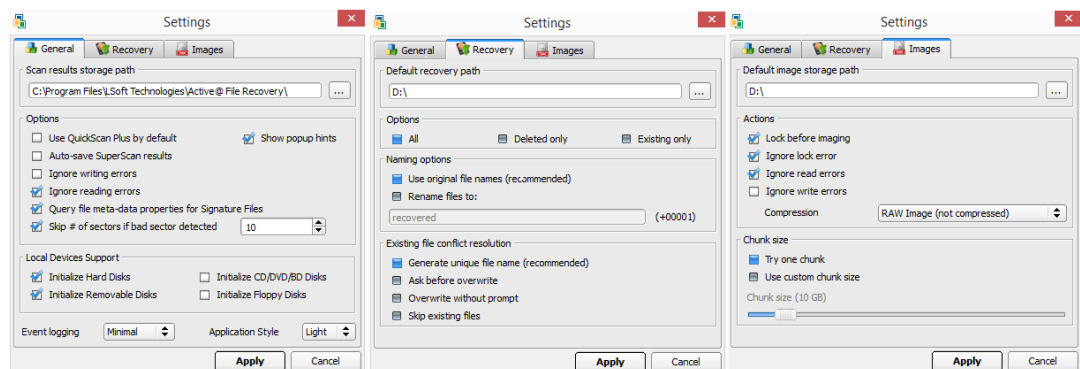 Settings
General Recovery Images
Scan results storage path
C:\Program Files\LSoft Technologies\Active@ File Recovery\ ...
Options
Use QuickScan Plus by default Show popup hints
Auto-save SuperScan results
Ignore writing errors
Ignore reading errors
Query file meta-data properties for Signature Files
Skip # of sectors if bad sector detected 10
Local Devices Support
Initialize Hard Disks Initialize CD/DVD/BD Disks
Initialize Removable Disks Initialize Floppy Disks
Event logging Minimal Application Style Light
Apply Cancel
Settings
General Recovery Images
Default recovery path
D:\ ...
Options
All Deleted only Existing only
Naming options
Use original file names (recommended)
Rename files to:
recovered (+00001)
Existing file conflict resolution
Generate unique file name (recommended)
Ask before overwrite
Overwrite without prompt
Skip existing files
Apply Cancel
Settings
General Recovery Images
Default image storage path
D:\ ...
Actions
Lock before imaging
Ignore lock error
Ignore read errors
Ignore write errors
Compression RAW Image (not compressed)
Chunk size
Try one chunk
Use custom chunk size
Chunk size (10 GB)
Apply Cancel